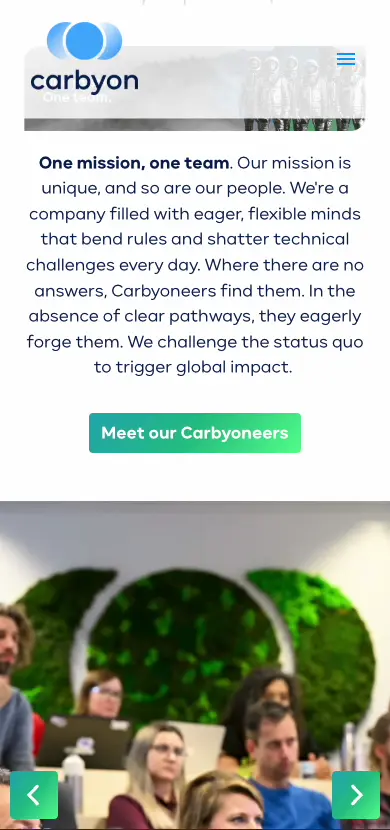 carbyon
One team.
One mission, one team. Our mission is
unique, and so are our people. We're a
company filled with eager, flexible minds
that bend rules and shatter technical
challenges every day. Where there are no
answers, Carbyoneers find them. In the
absence of clear pathways, they eagerly
forge them. We challenge the status quo
to trigger global impact.
Meet our Carbyoneers